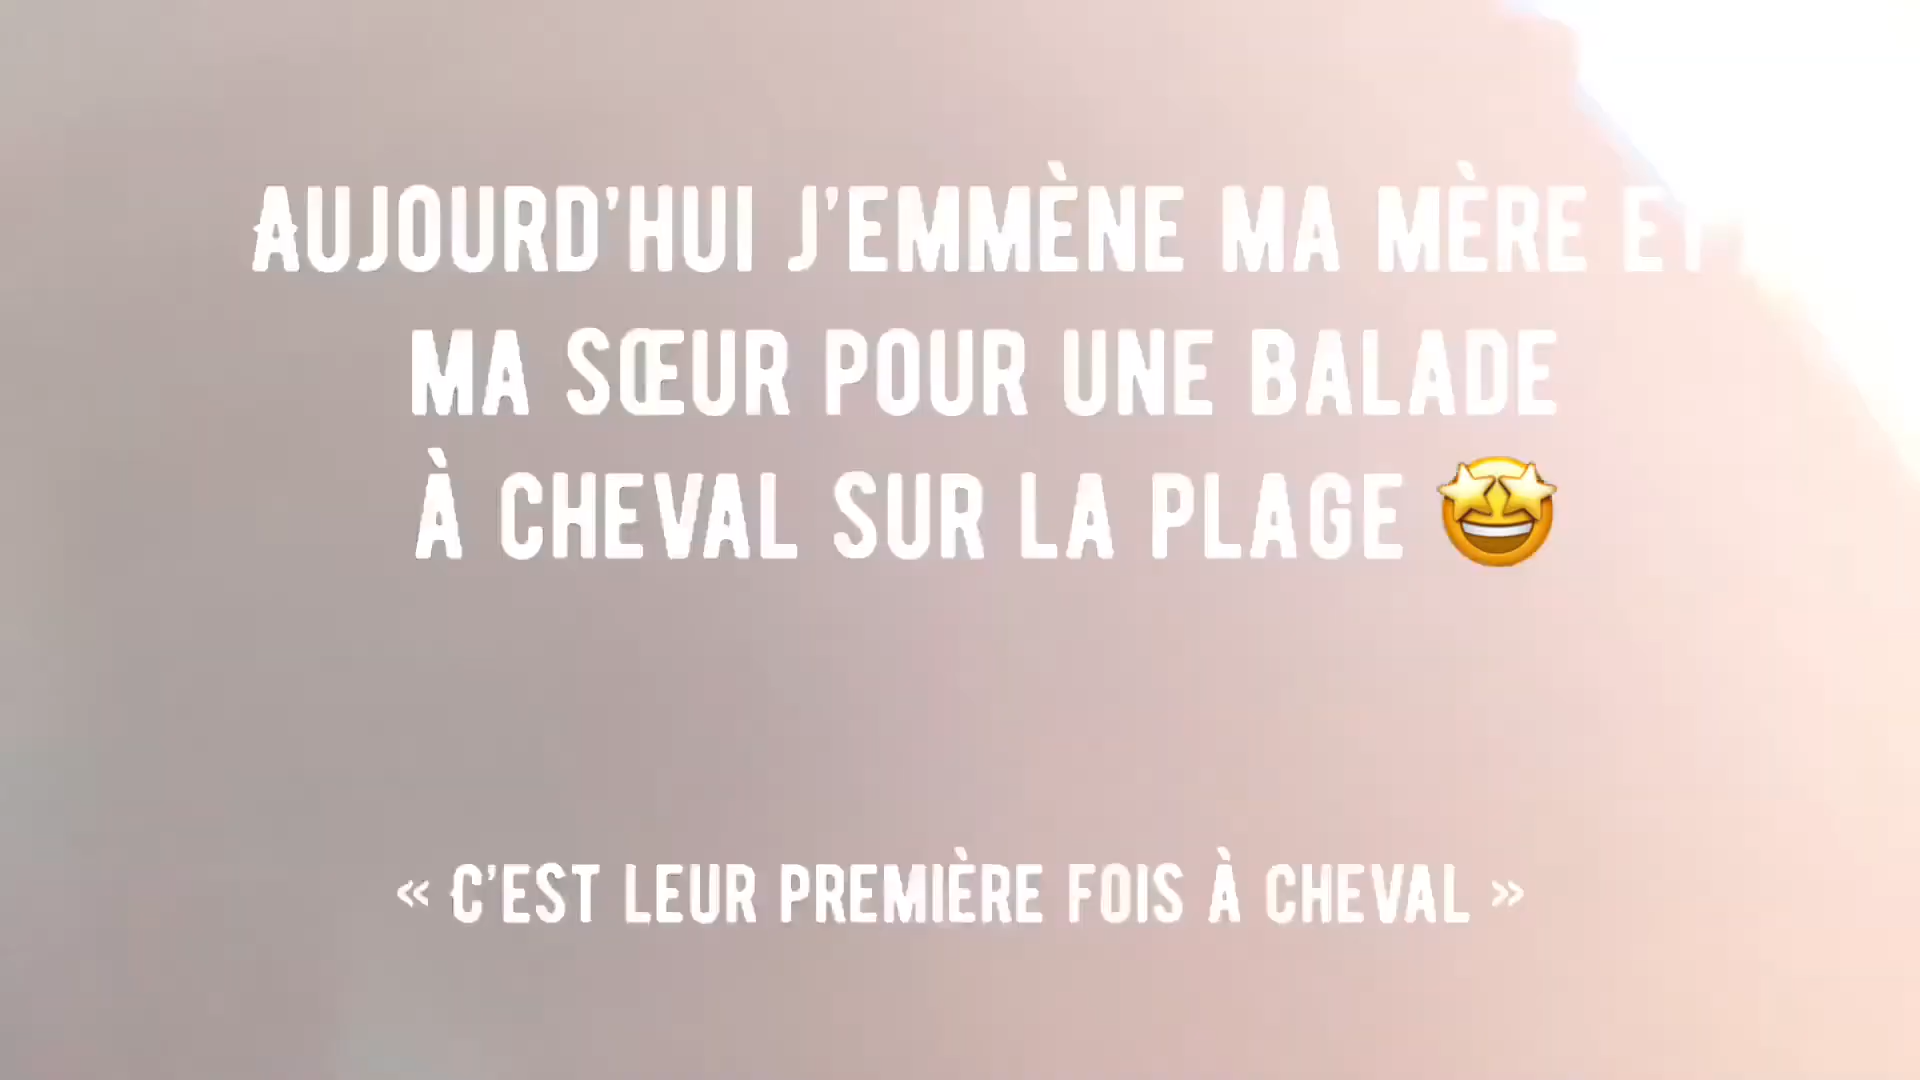 AUJOURD'HUI J'EMMÈNE MA MÈRE ET
MA SŒUR POUR UNE BALADE
À CHEVAL SUR LA PLAGE 🤩
« C'EST LEUR PREMIÈRE FOIS À CHEVAL »